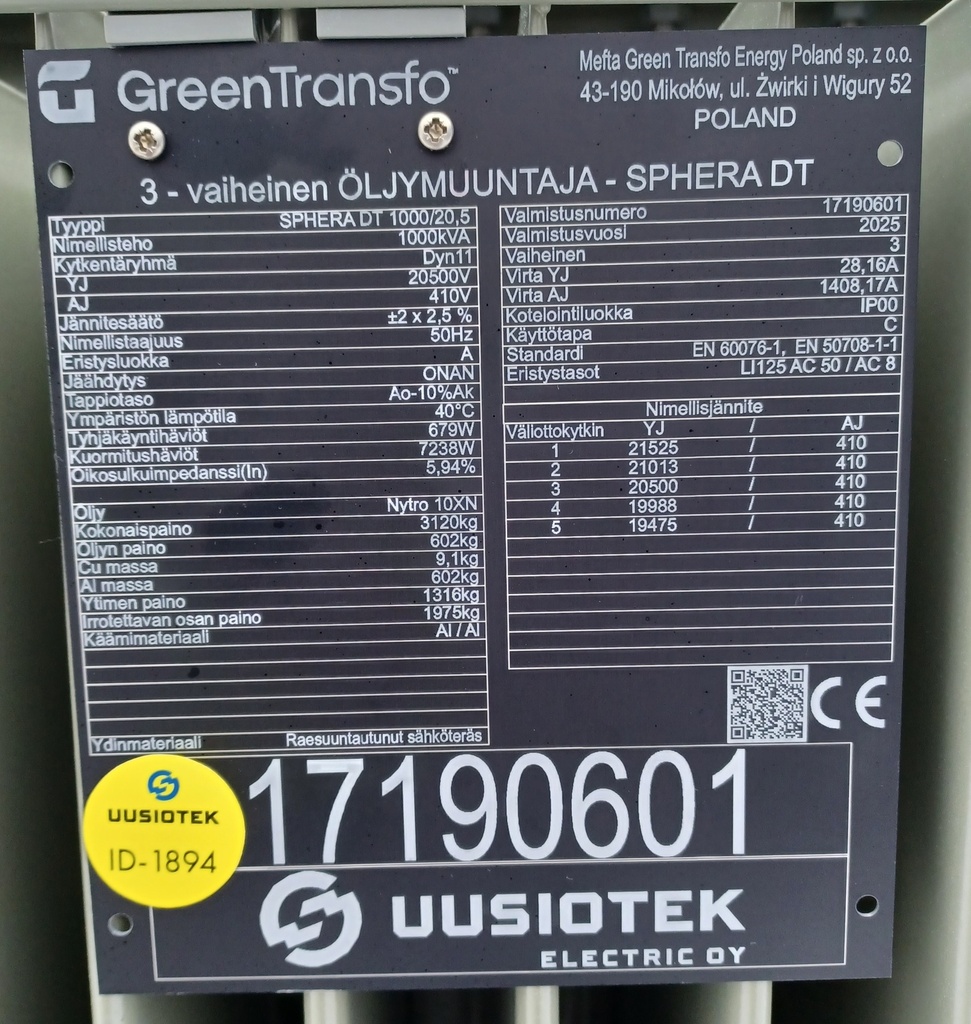 GreenTransfo™
Mefta Green Transfo Energy Poland sp. z o.o.
43-190 Mikołów, ul. Żwirki i Wigury 52
POLAND
3 - vaiheinen ÖLJYMUUNTAJA - SPHERA DT
Tyyppi SPHERA DT 1000/20,5
Nimellisteho 1000kVA
Kytkentäryhmä Dyn11
YJ 20500V
AJ 410V
Jännitesäätö ±2 x 2,5 %
Nimellistaajuus 50Hz
Eristysluokka A
Jäähdytys ONAN
Tappiotaso Ao-10%Ak
Ympäristön lämpötila 40°C
Tyhjäkäyntihäviöt 679W
Kuormitushäviöt 7238W
Oikosulkuimpedanssi(In) 5,94%
Öljy Nytro 10XN
Kokonaispaino 3120kg
Öljyn paino 602kg
Cu massa 9,1kg
Al massa 602kg
Ytimen paino 1316kg
Irrotettavan osan paino 1975kg
Käämimateriaali Al / Al
Ydinmateriaali Raesuuntautunut sähköteräs
Valmistusnumero 17190601
Valmistusvuosi 2025
Vaiheinen 3
Virta YJ 28,16A
Virta AJ 1408,17A
Kotelointiluokka IP00
Käyttötapa C
Standardi EN 60076-1, EN 50708-1-1
Eristystasot LI125 AC 50 / AC 8
Nimellisjännite
Väliottokytkin YJ / AJ
1 21525 / 410
2 21013 / 410
3 20500 / 410
4 19988 / 410
5 19475 / 410
CE
17190601
UUSIOTEK
ID-1894
UUSIOTEK
ELECTRIC OY